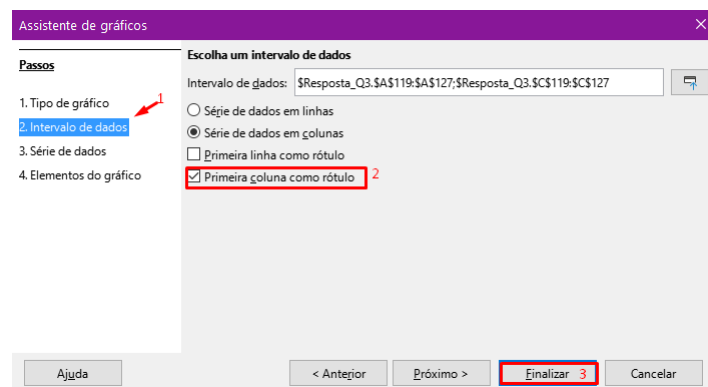 Assistente de gráficos
Passos
1. Tipo de gráfico
1
2. Intervalo de dados
3. Série de dados
4. Elementos do gráfico
Escolha um intervalo de dados
Intervalo de dados: $Resposta_Q3.$A$119:$A$127;$Resposta_Q3.$C$119:$C$127
Série de dados em linhas
Série de dados em colunas
Primeira linha como rótulo
Primeira coluna como rótulo 2
Ajuda
< Anterior
Próximo >
Finalizar 3
Cancelar